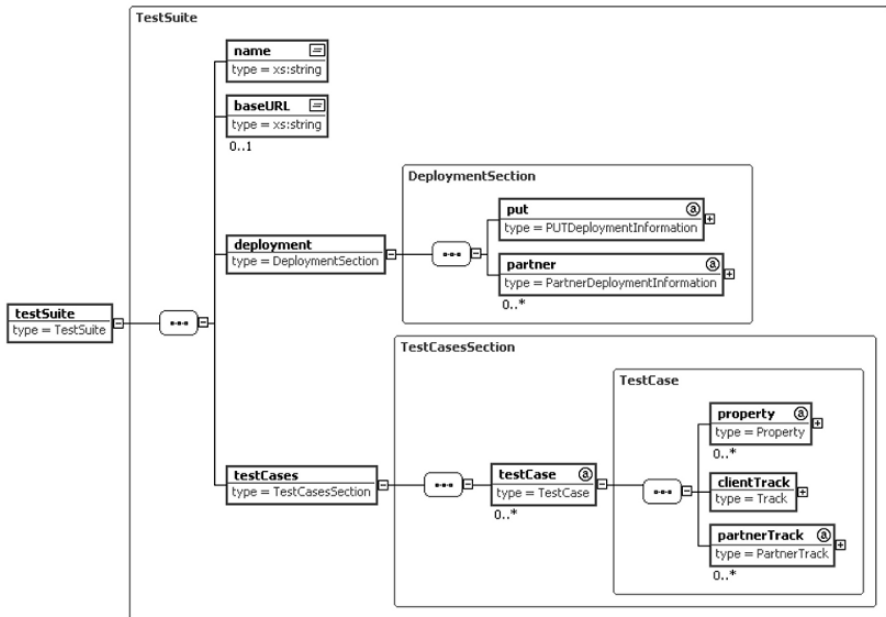 TestSuite
name
type = xs:string
baseURL
type = xs:string
0..1
DeploymentSection
put
type = PUTDeploymentInformation
deployment
type = DeploymentSection
partner
type = PartnerDeploymentInformation
0..*
testSuite
type = TestSuite
TestCasesSection
TestCase
property
type = Property
0..*
testCases
type = TestCasesSection
testCase
type = TestCase
0..*
clientTrack
type = Track
partnerTrack
type = PartnerTrack
0..*